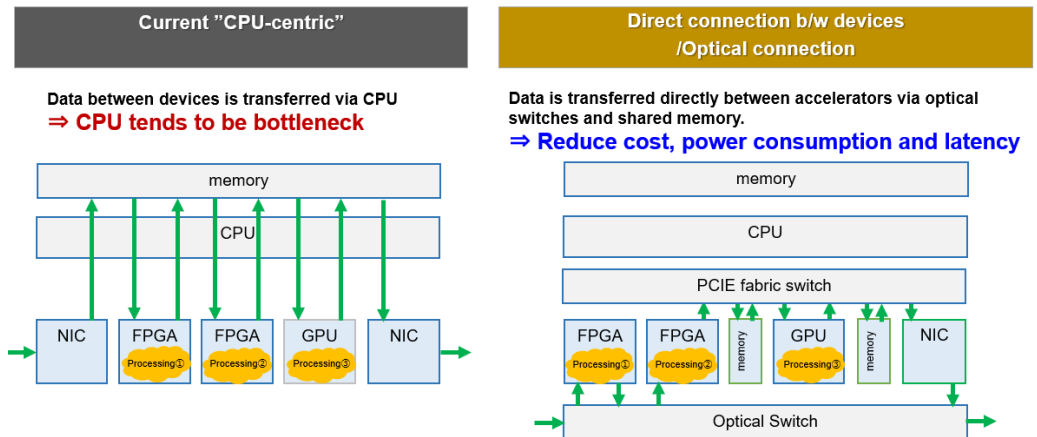 Current ”CPU-centric”
Data between devices is transferred via CPU
⇒ CPU tends to be bottleneck
memory
CPU
NIC
FPGA
Processing①
FPGA
Processing②
GPU
Processing③
NIC
Direct connection b/w devices
/Optical connection
Data is transferred directly between accelerators via optical
switches and shared memory.
⇒ Reduce cost, power consumption and latency
memory
CPU
PCIE fabric switch
FPGA
Processing①
FPGA
Processing②
memory
GPU
Processing③
memory
NIC
Optical Switch